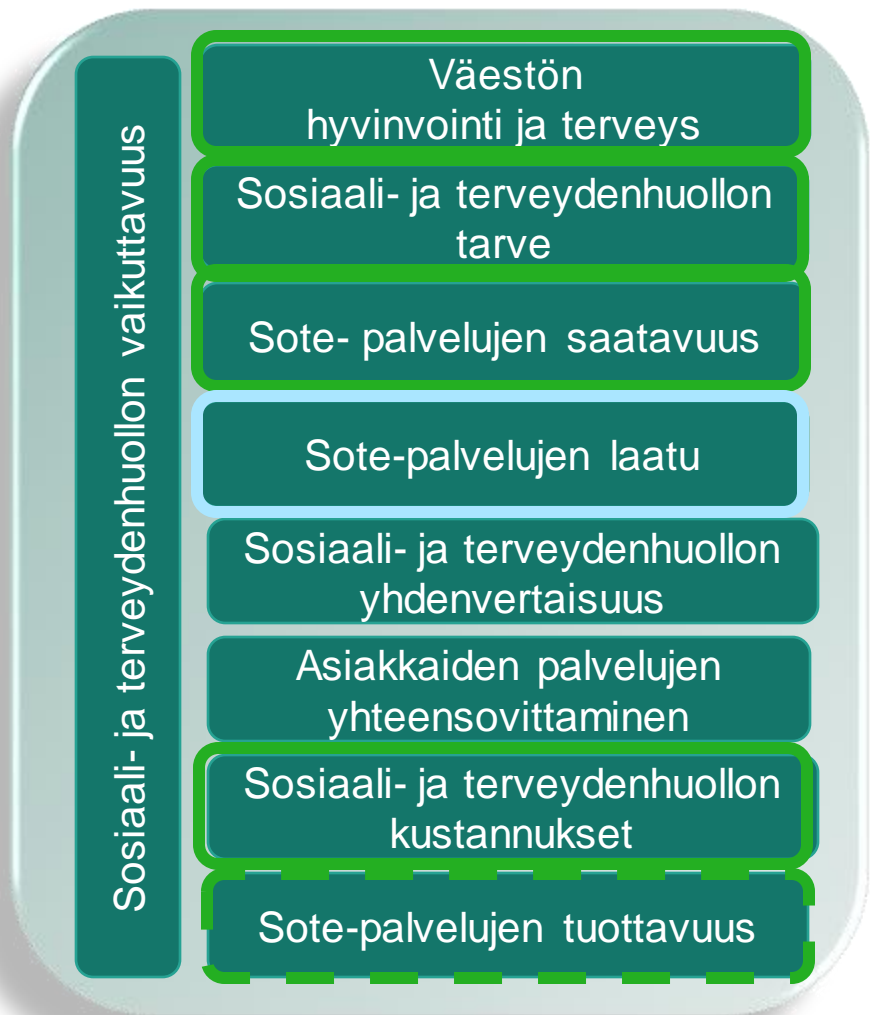 Sosiaali- ja terveydenhuollon vaikuttavuus
Väestön
hyvinvointi ja terveys
Sosiaali- ja terveydenhuollon
tarve
Sote- palvelujen saatavuus
Sote-palvelujen laatu
Sosiaali- ja terveydenhuollon
yhdenvertaisuus
Asiakkaiden palvelujen
yhteensovittaminen
Sosiaali- ja terveydenhuollon
kustannukset
Sote-palvelujen tuottavuus